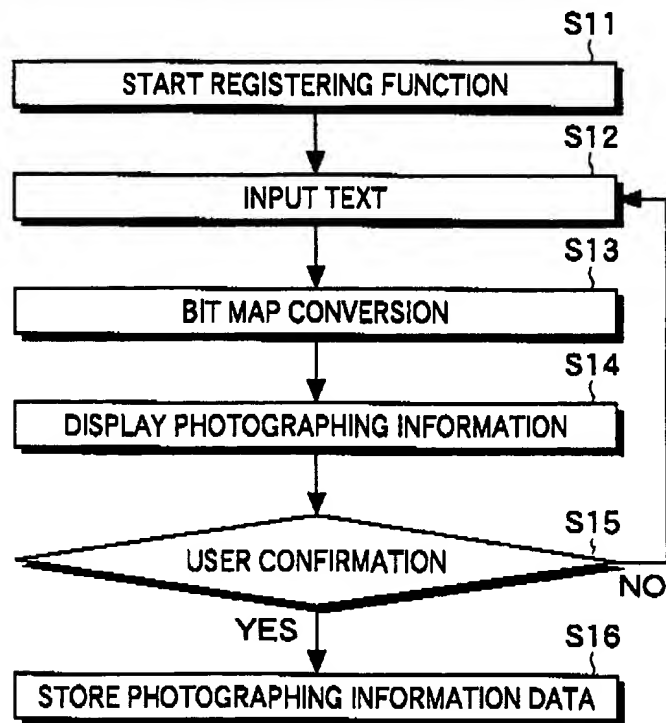 S11
START REGISTERING FUNCTION
S12
INPUT TEXT
S13
BIT MAP CONVERSION
S14
DISPLAY PHOTOGRAPHING INFORMATION
S15
USER CONFIRMATION
NO
YES
S16
STORE PHOTOGRAPHING INFORMATION DATA